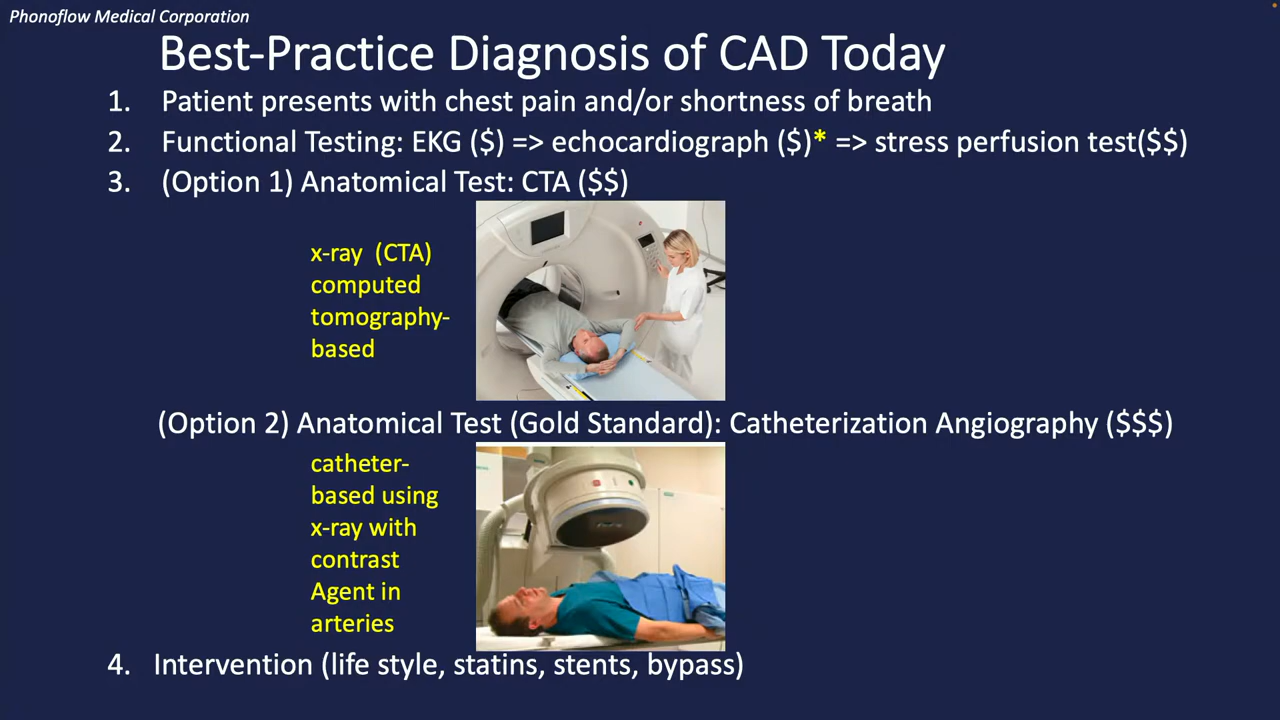 Phonoflow Medical Corporation
Best-Practice Diagnosis of CAD Today
1. Patient presents with chest pain and/or shortness of breath
2. Functional Testing: EKG ($) => echocardiograph ($)* => stress perfusion test($$)
3. (Option 1) Anatomical Test: CTA ($$)
x-ray (CTA)
computed
tomography-
based
(Option 2) Anatomical Test (Gold Standard): Catheterization Angiography ($$$)
catheter-
based using
x-ray with
contrast
Agent in
arteries
4. Intervention (life style, statins, stents, bypass)